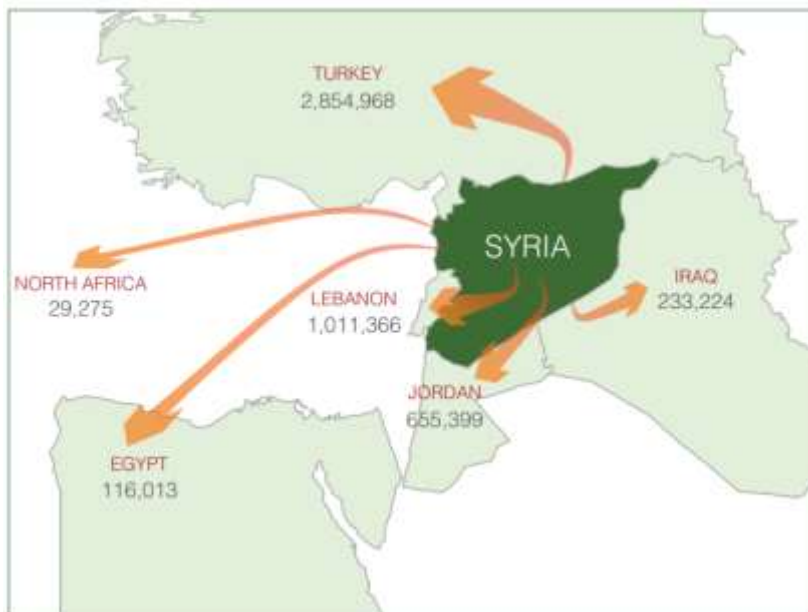 TURKEY
2,854,968
SYRIA
NORTH AFRICA
29,275
LEBANON
1,011,366
IRAQ
233,224
JORDAN
655,399
EGYPT
116,013